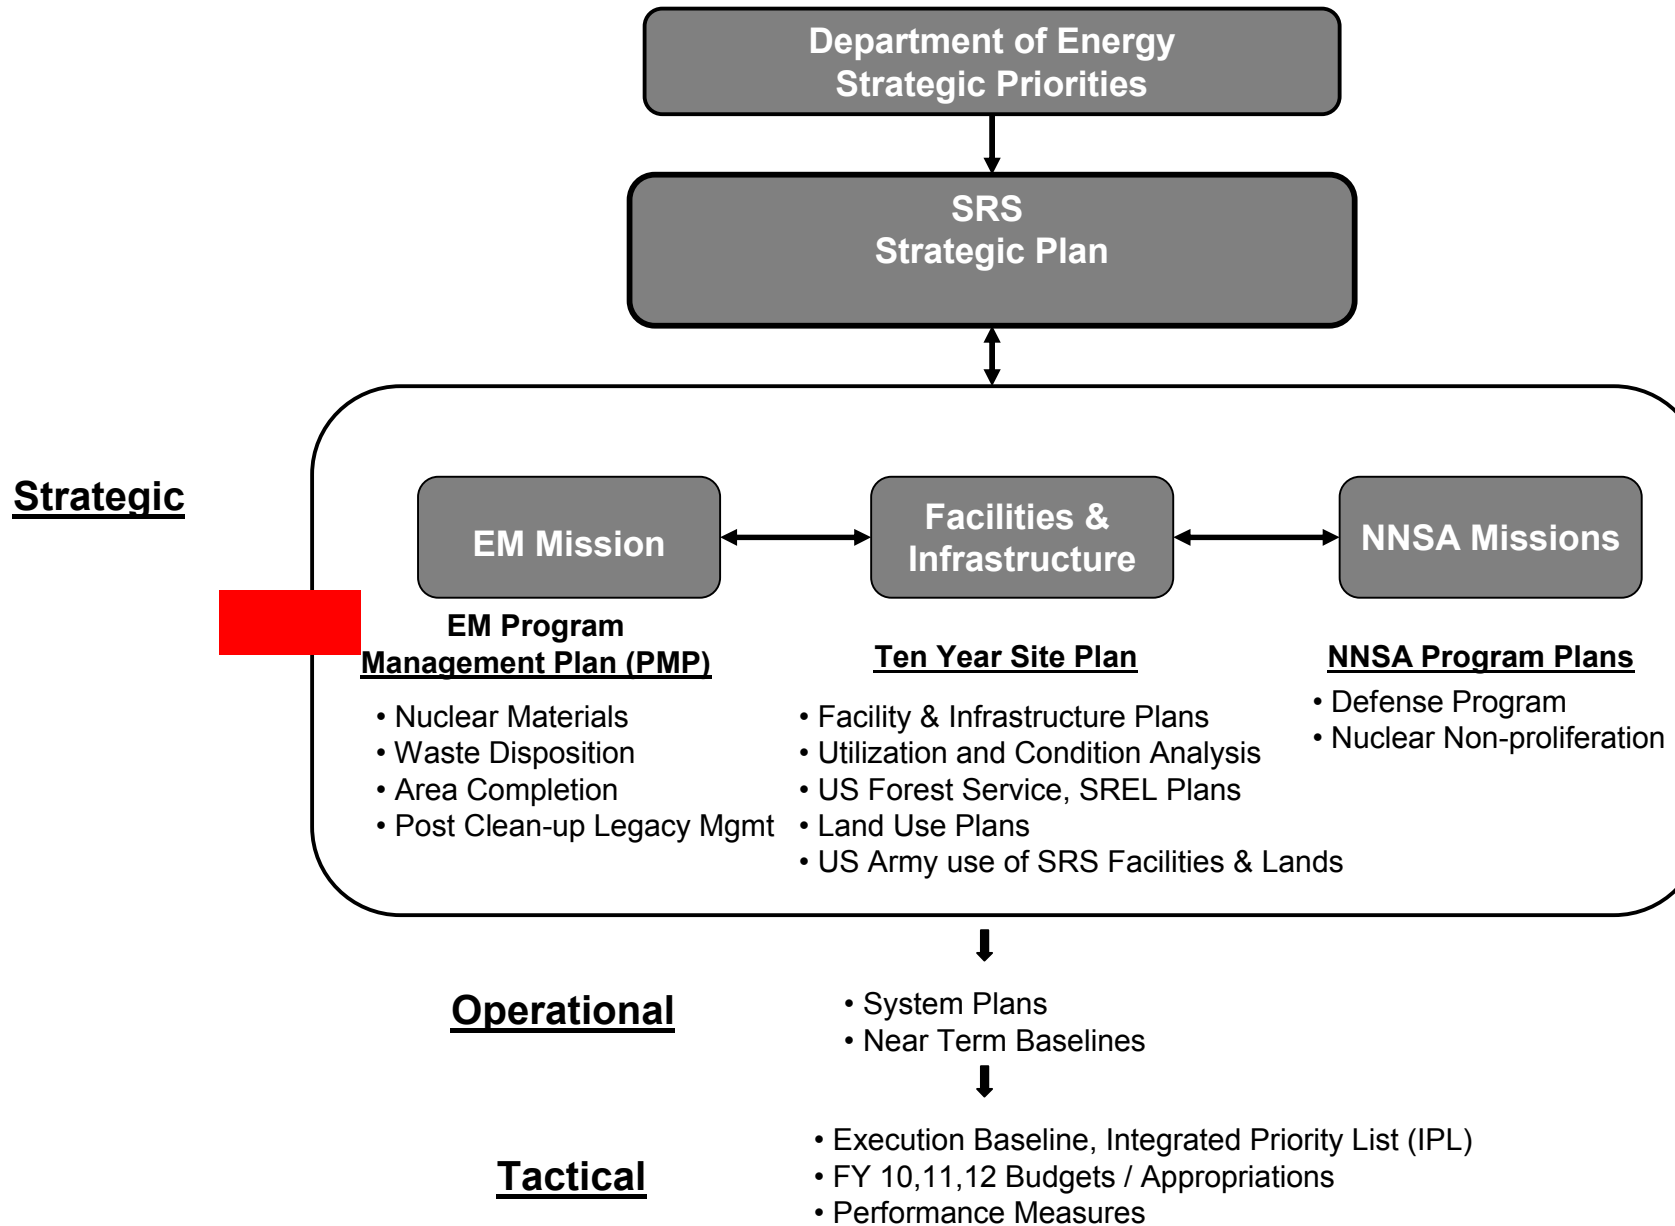 Department of Energy
Strategic Priorities
SRS
Strategic Plan
Strategic
EM Mission
Facilities &
Infrastructure
NNSA Missions
EM Program
Management Plan (PMP)
• Nuclear Materials
• Waste Disposition
• Area Completion
• Post Clean-up Legacy Mgmt
Ten Year Site Plan
• Facility & Infrastructure Plans
• Utilization and Condition Analysis
• US Forest Service, SREL Plans
• Land Use Plans
• US Army use of SRS Facilities & Lands
NNSA Program Plans
• Defense Program
• Nuclear Non-proliferation
Operational
• System Plans
• Near Term Baselines
Tactical
• Execution Baseline, Integrated Priority List (IPL)
• FY 10,11,12 Budgets / Appropriations
• Performance Measures